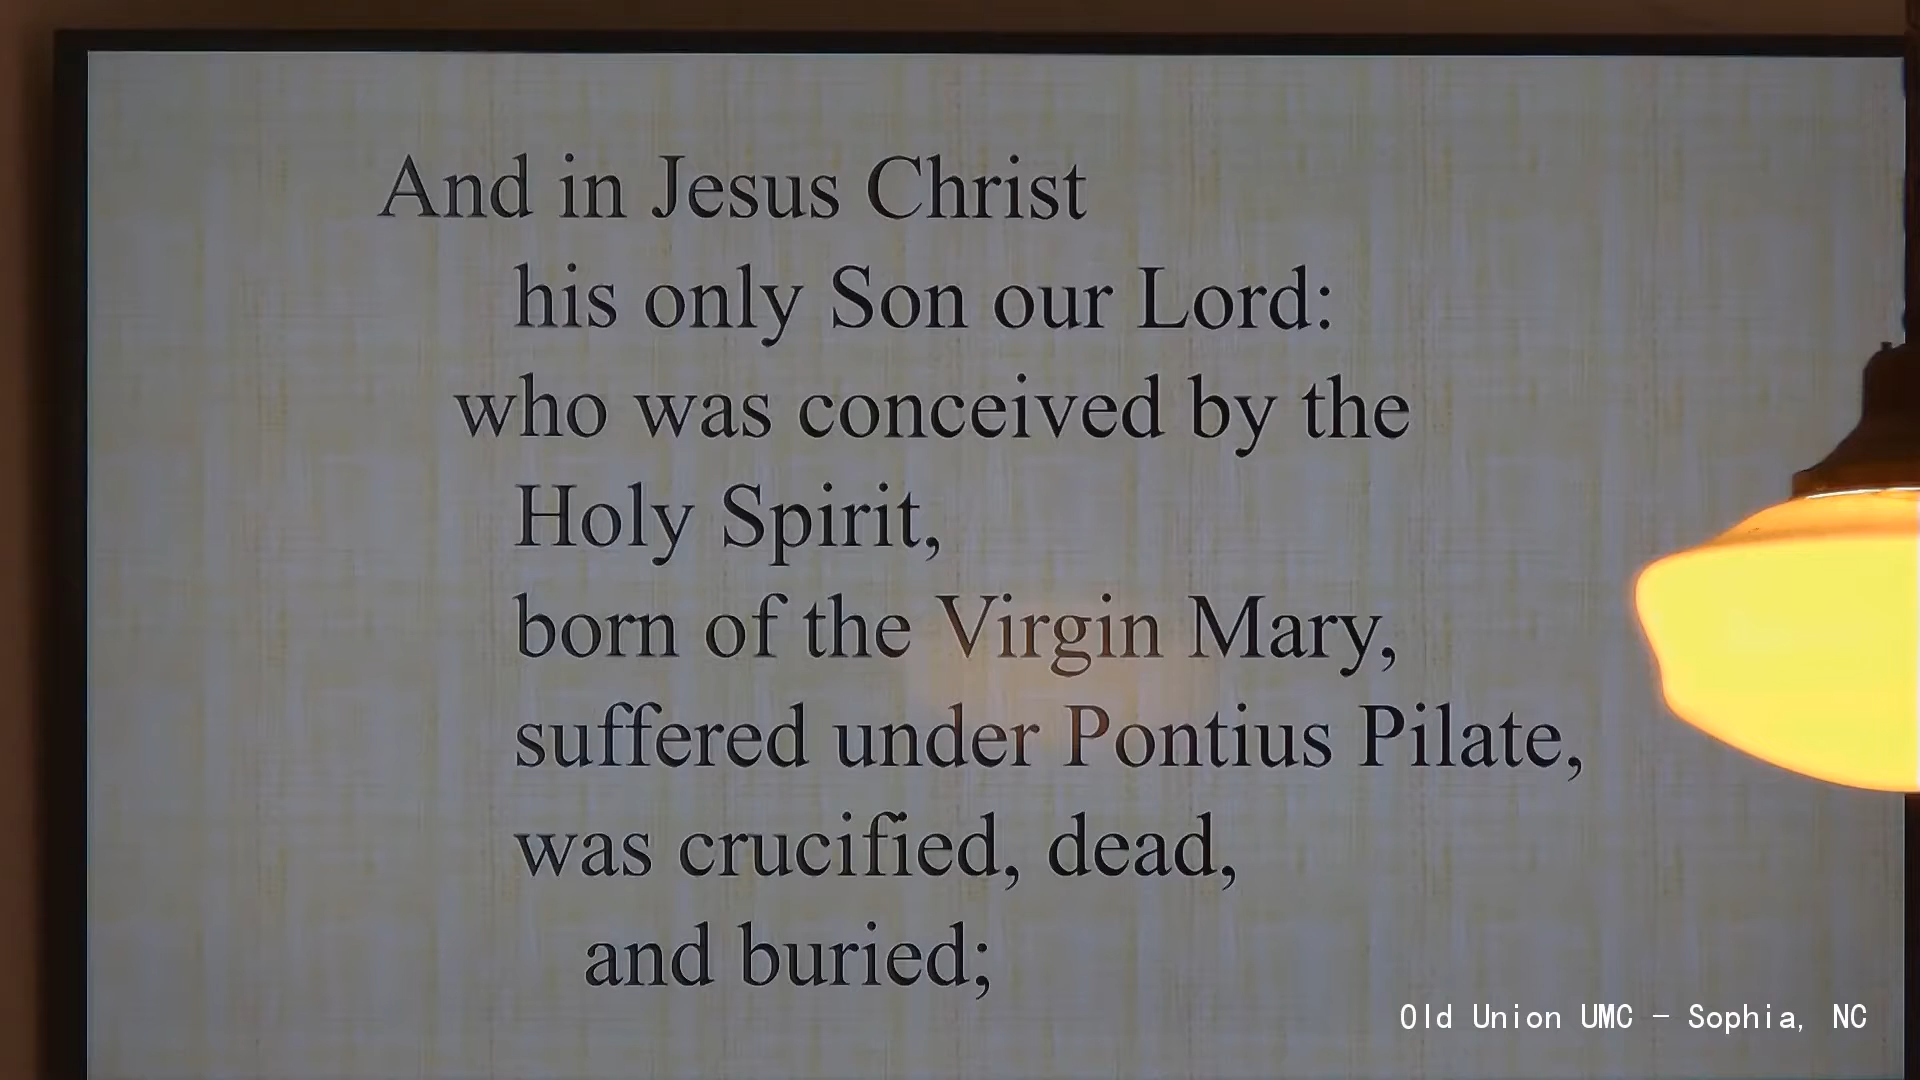 And in Jesus Christ
his only Son our Lord:
who was conceived by the
Holy Spirit,
born of the Virgin Mary,
suffered under Pontius Pilate,
was crucified, dead,
and buried;
Old Union UMC - Sophia, NC